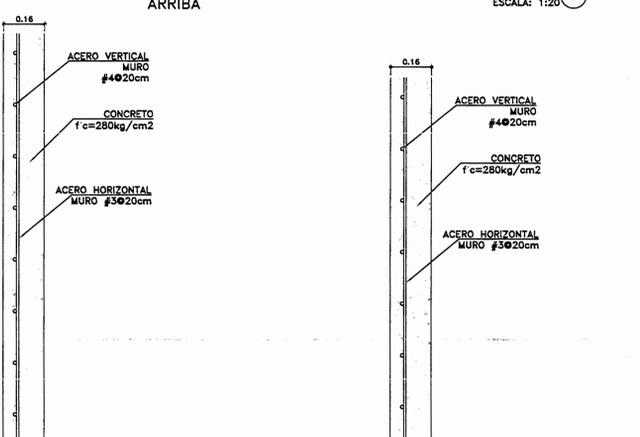 ARRIBA
ESCALA: 1:20
0.16
ACERO VERTICAL
MURO
#4@20cm
CONCRETO
f'c=280kg/cm2
ACERO HORIZONTAL
MURO #3@20cm
0.16
ACERO VERTICAL
MURO
#4@20cm
CONCRETO
f'c=280kg/cm2
ACERO HORIZONTAL
MURO #3@20cm